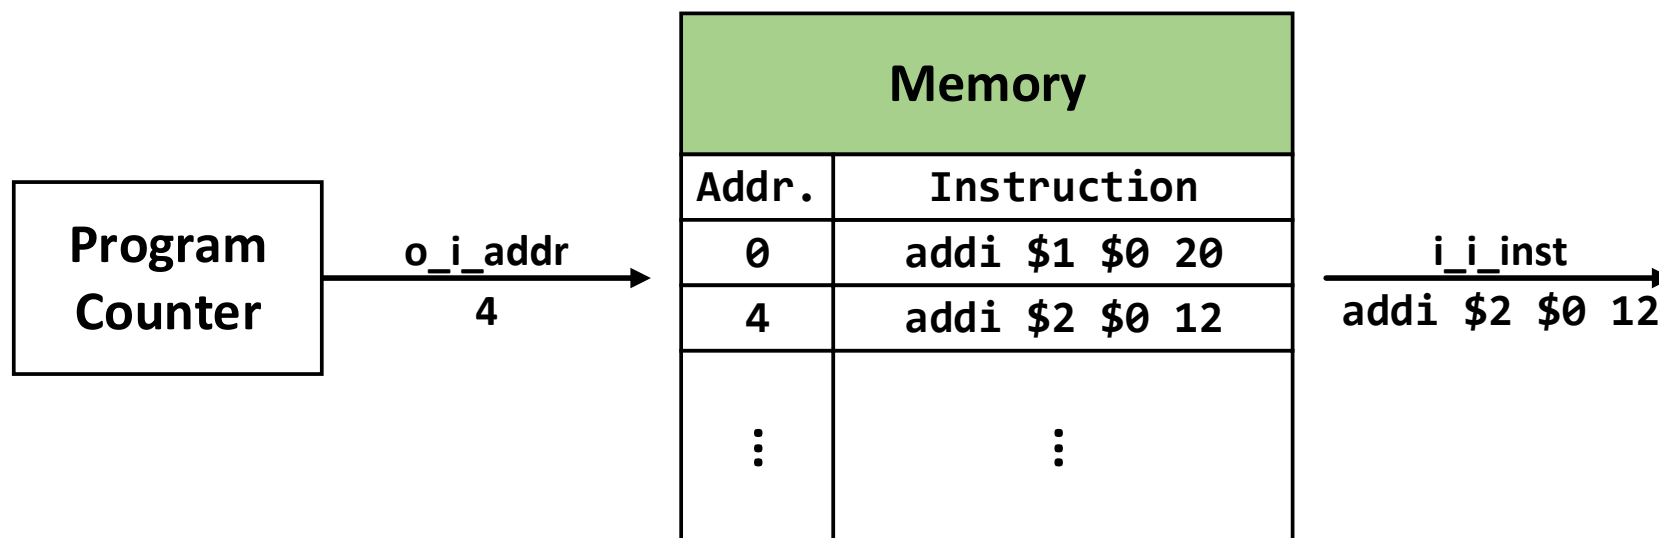 Memory
Addr. Instruction
Program
Counter
o_i_addr
4
0 addi $1 $0 20
4 addi $2 $0 12
⋮ ⋮
i_i_inst
addi $2 $0 12